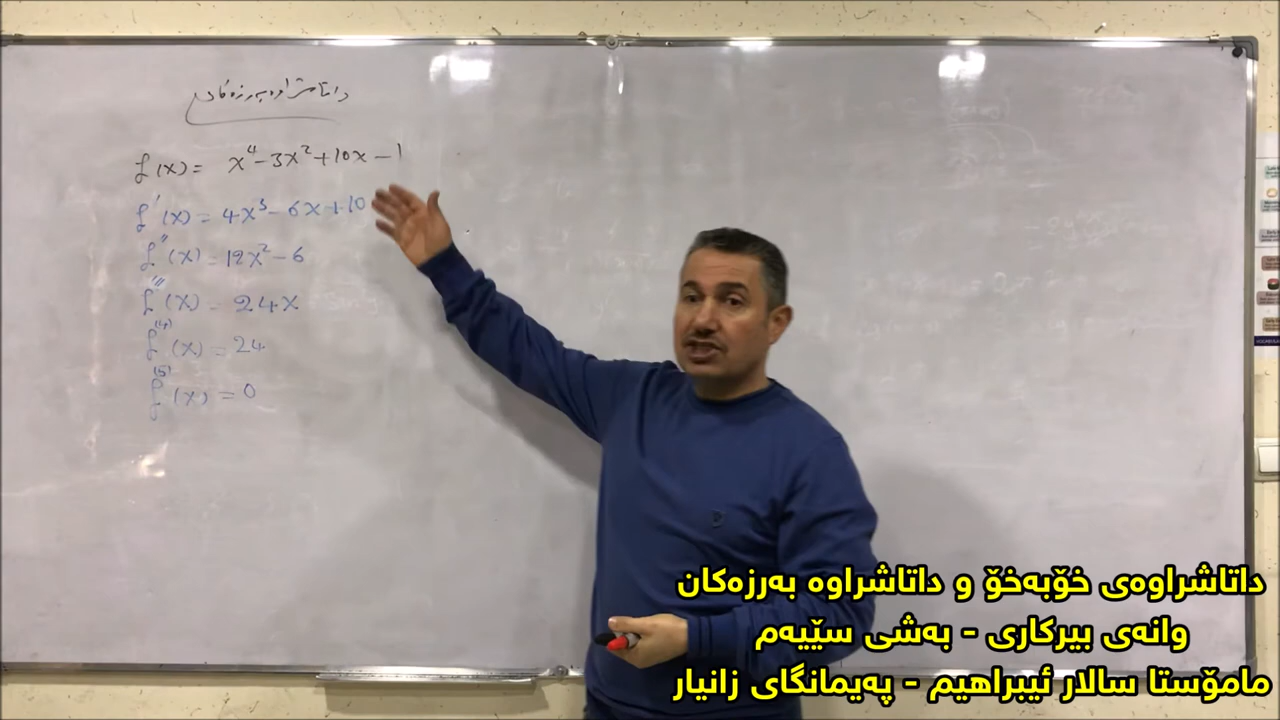 داتاشراوە بەرزەکان
f(x) = x⁴ - 3x² + 10x - 1
f'(x) = 4x³ - 6x + 10
f''(x) = 12x² - 6
f'''(x) = 24x
f⁽⁴⁾(x) = 24
f⁽⁵⁾(x) = 0
داتاشراوەی خۆبەخۆ و داتاشراوە بەرزەکان
وانەی بیرکاری - بەشی سێیەم
مامۆستا سالار ئیبراهیم - پەیمانگای زانیار